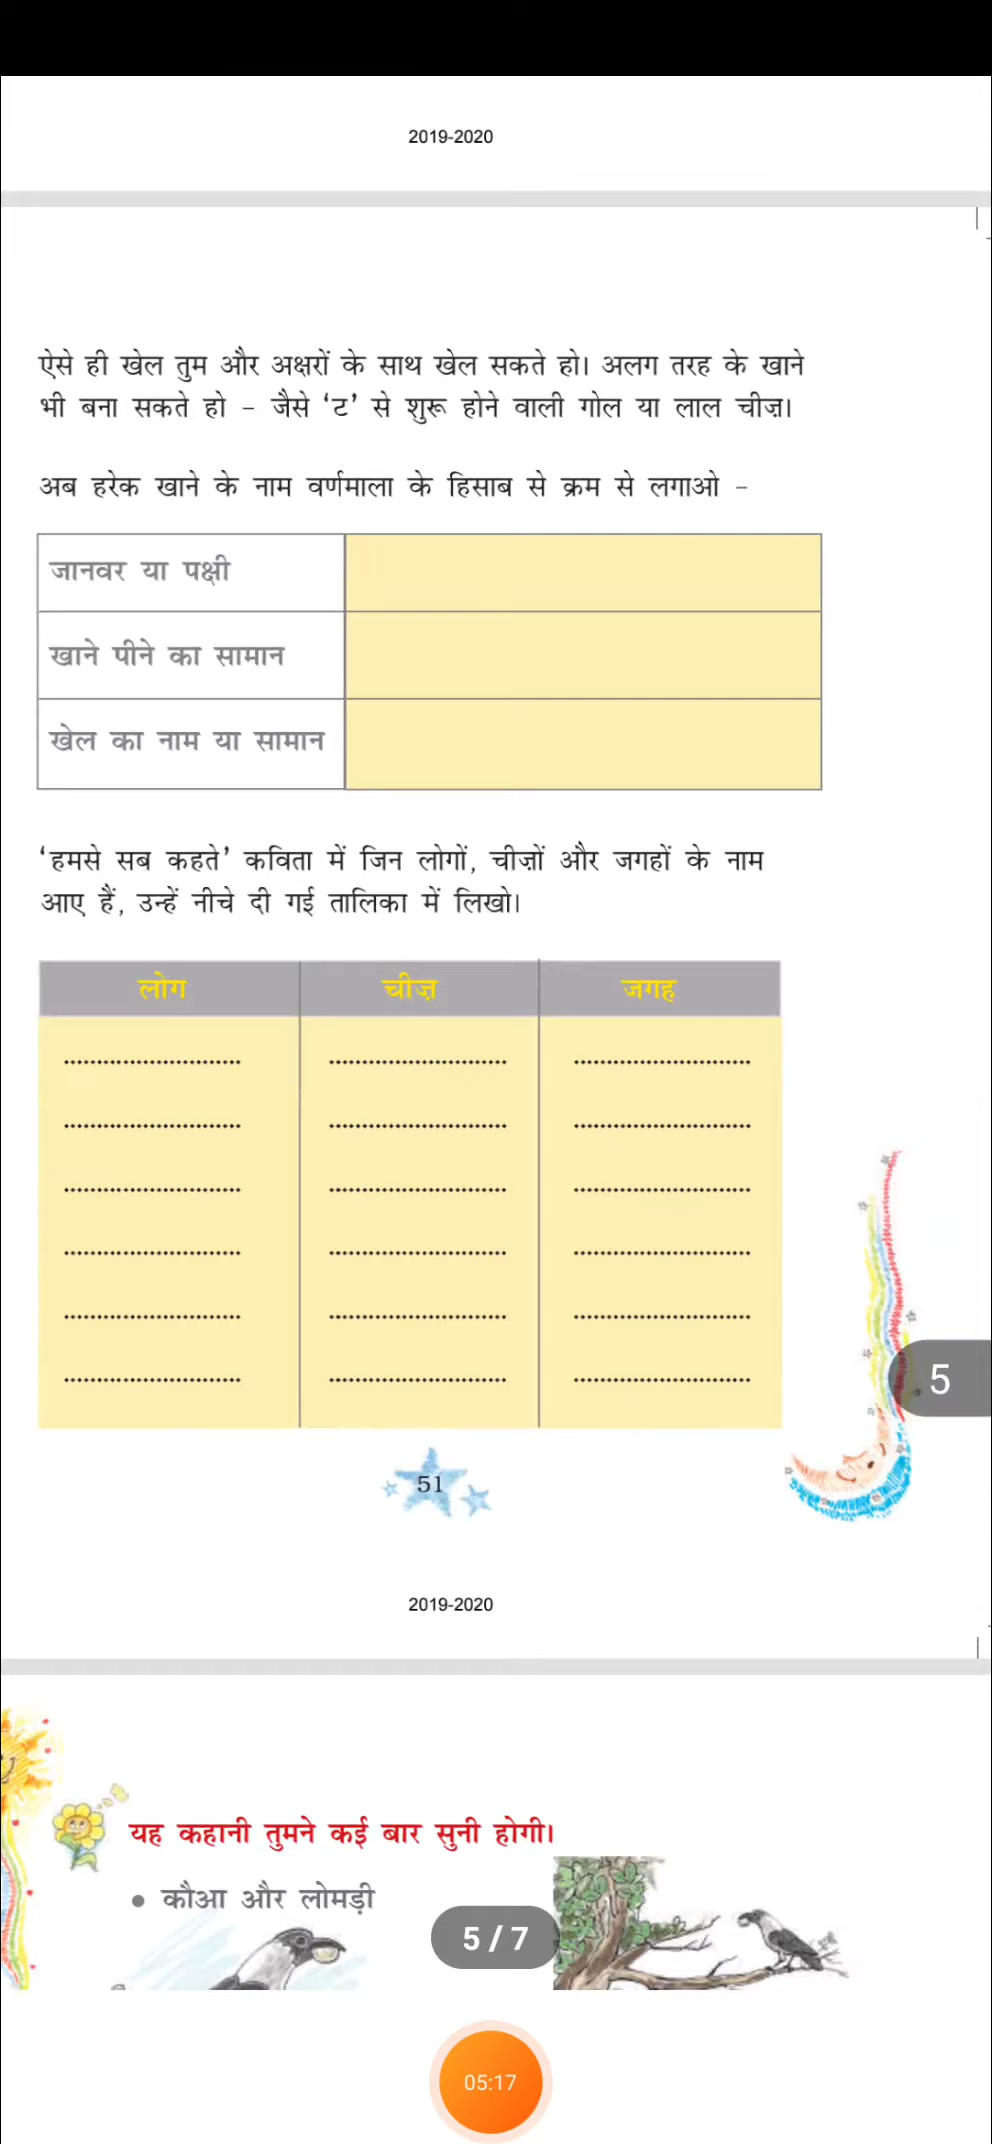 2019-2020
ऐसे ही खेल तुम और अक्षरों के साथ खेल सकते हो। अलग तरह के खाने
भी बना सकते हो – जैसे ‘ट’ से शुरू होने वाली गोल या लाल चीज़।
अब हरेक खाने के नाम वर्णमाला के हिसाब से क्रम से लगाओ –
जानवर या पक्षी
खाने पीने का सामान
खेल का नाम या सामान
‘हमसे सब कहते’ कविता में जिन लोगों, चीज़ों और जगहों के नाम
आए हैं, उन्हें नीचे दी गई तालिका में लिखो।
लोग चीज़ जगह
5
51
2019-2020
यह कहानी तुमने कई बार सुनी होगी।
• कौआ और लोमड़ी
5 / 7
05:17